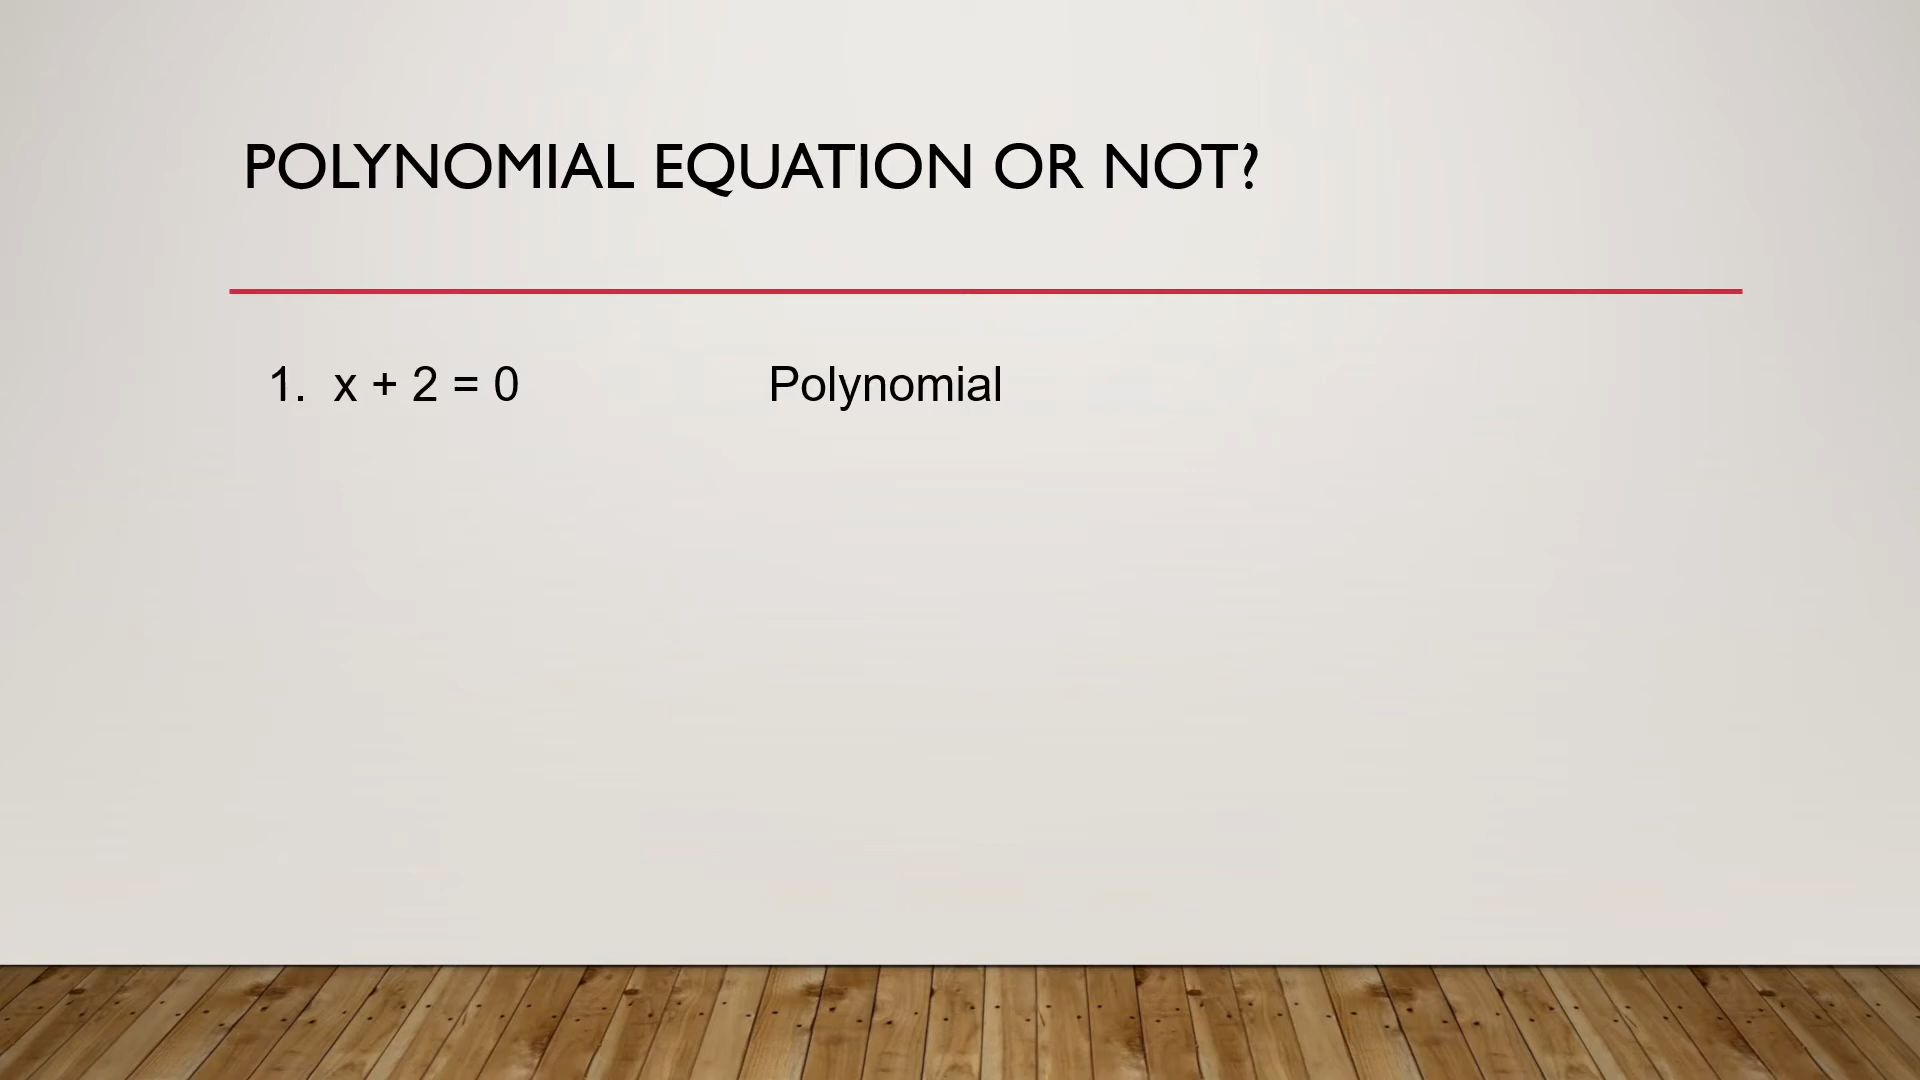 POLYNOMIAL EQUATION OR NOT?
1. x + 2 = 0 Polynomial